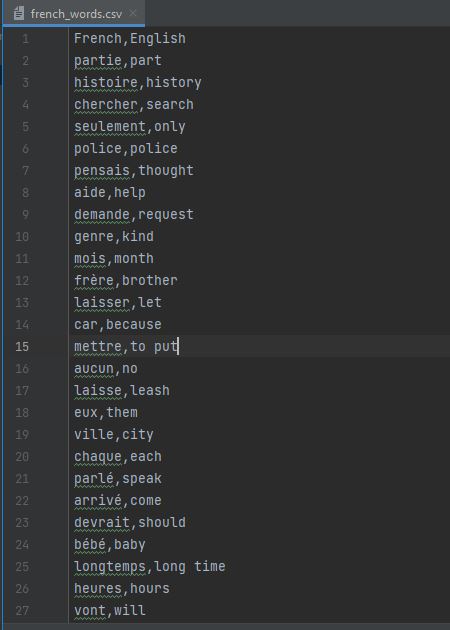 french_words.csv
1 French,English
2 partie,part
3 histoire,history
4 chercher,search
5 seulement,only
6 police,police
7 pensais,thought
8 aide,help
9 demande,request
10 genre,kind
11 mois,month
12 frère,brother
13 laisser,let
14 car,because
15 mettre,to put
16 aucun,no
17 laisse,leash
18 eux,them
19 ville,city
20 chaque,each
21 parlé,speak
22 arrivé,come
23 devrait,should
24 bébé,baby
25 longtemps,long time
26 heures,hours
27 vont,will